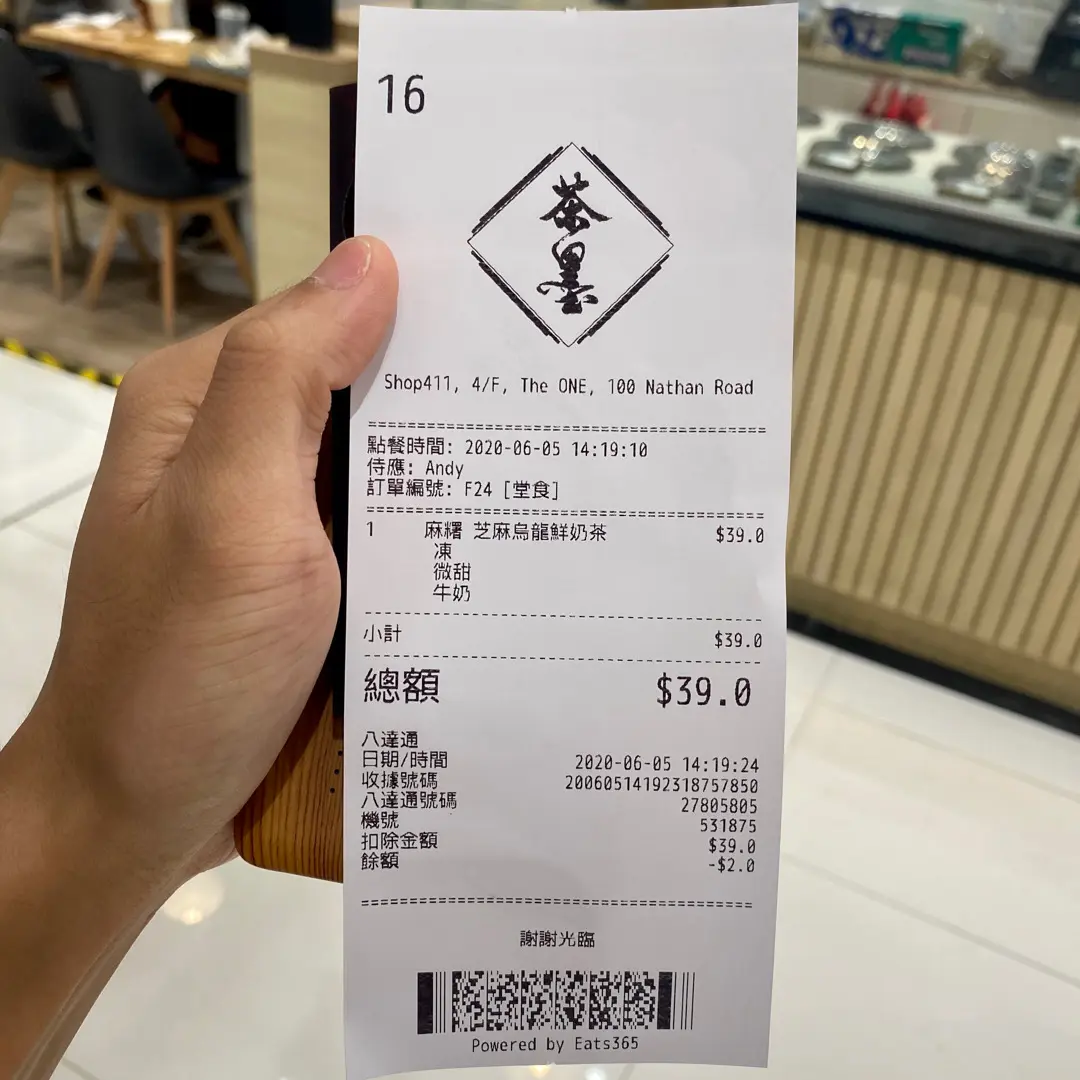 16
茶
墨
Shop411, 4/F, The ONE, 100 Nathan Road
點餐時間: 2020-06-05 14:19:10
侍應: Andy
訂單編號: F24 [堂食]
1 麻糬 芝麻烏龍鮮奶茶 $39.0
凍
微甜
牛奶
小計 $39.0
總額 $39.0
八達通
日期/時間 2020-06-05 14:19:24
收據號碼 20060514192318757850
八達通號碼 27805805
機號 531875
扣除金額 $39.0
餘額 -$2.0
謝謝光臨
Powered by Eats365